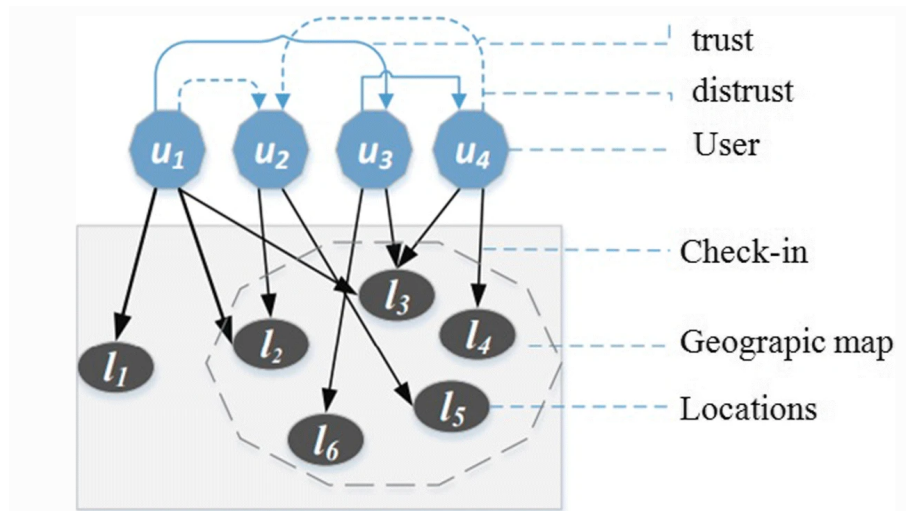 trust
distrust
u1 u2 u3 u4 User
Check-in
l3
l4
l2
Geograpic map
l1
l5 Locations
l6